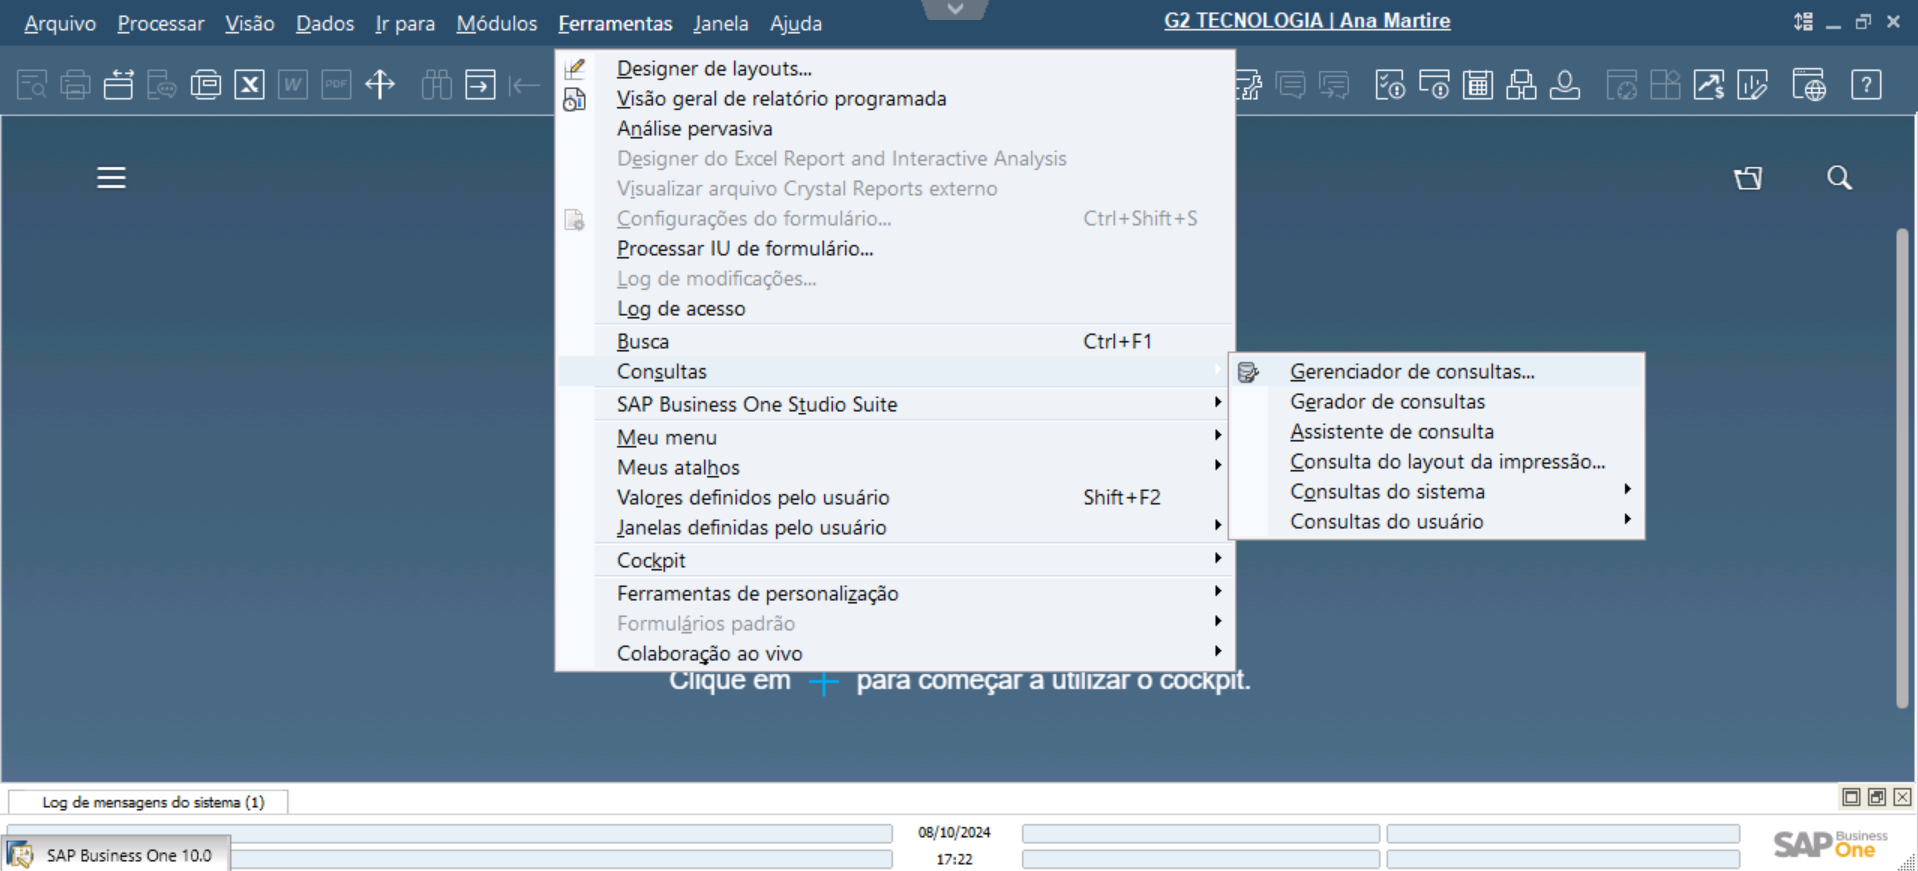 Arquivo Processar Visão Dados Ir para Módulos Ferramentas Janela Ajuda
G2 TECNOLOGIA | Ana Martire
X W PDF ?
Designer de layouts...
Visão geral de relatório programada
Análise pervasiva
Designer do Excel Report and Interactive Analysis
Visualizar arquivo Crystal Reports externo
Configurações do formulário... Ctrl+Shift+S
Processar IU de formulário...
Log de modificações...
Log de acesso
Busca Ctrl+F1
Consultas
SAP Business One Studio Suite
Meu menu
Meus atalhos
Valores definidos pelo usuário Shift+F2
Janelas definidas pelo usuário
Cockpit
Ferramentas de personalização
Formulários padrão
Colaboração ao vivo
Gerenciador de consultas...
Gerador de consultas
Assistente de consulta
Consulta do layout da impressão...
Consultas do sistema
Consultas do usuário
Clique em + para começar a utilizar o cockpit.
Log de mensagens do sistema (1)
08/10/2024
17:22
SAP Business One 10.0
SAP Business One